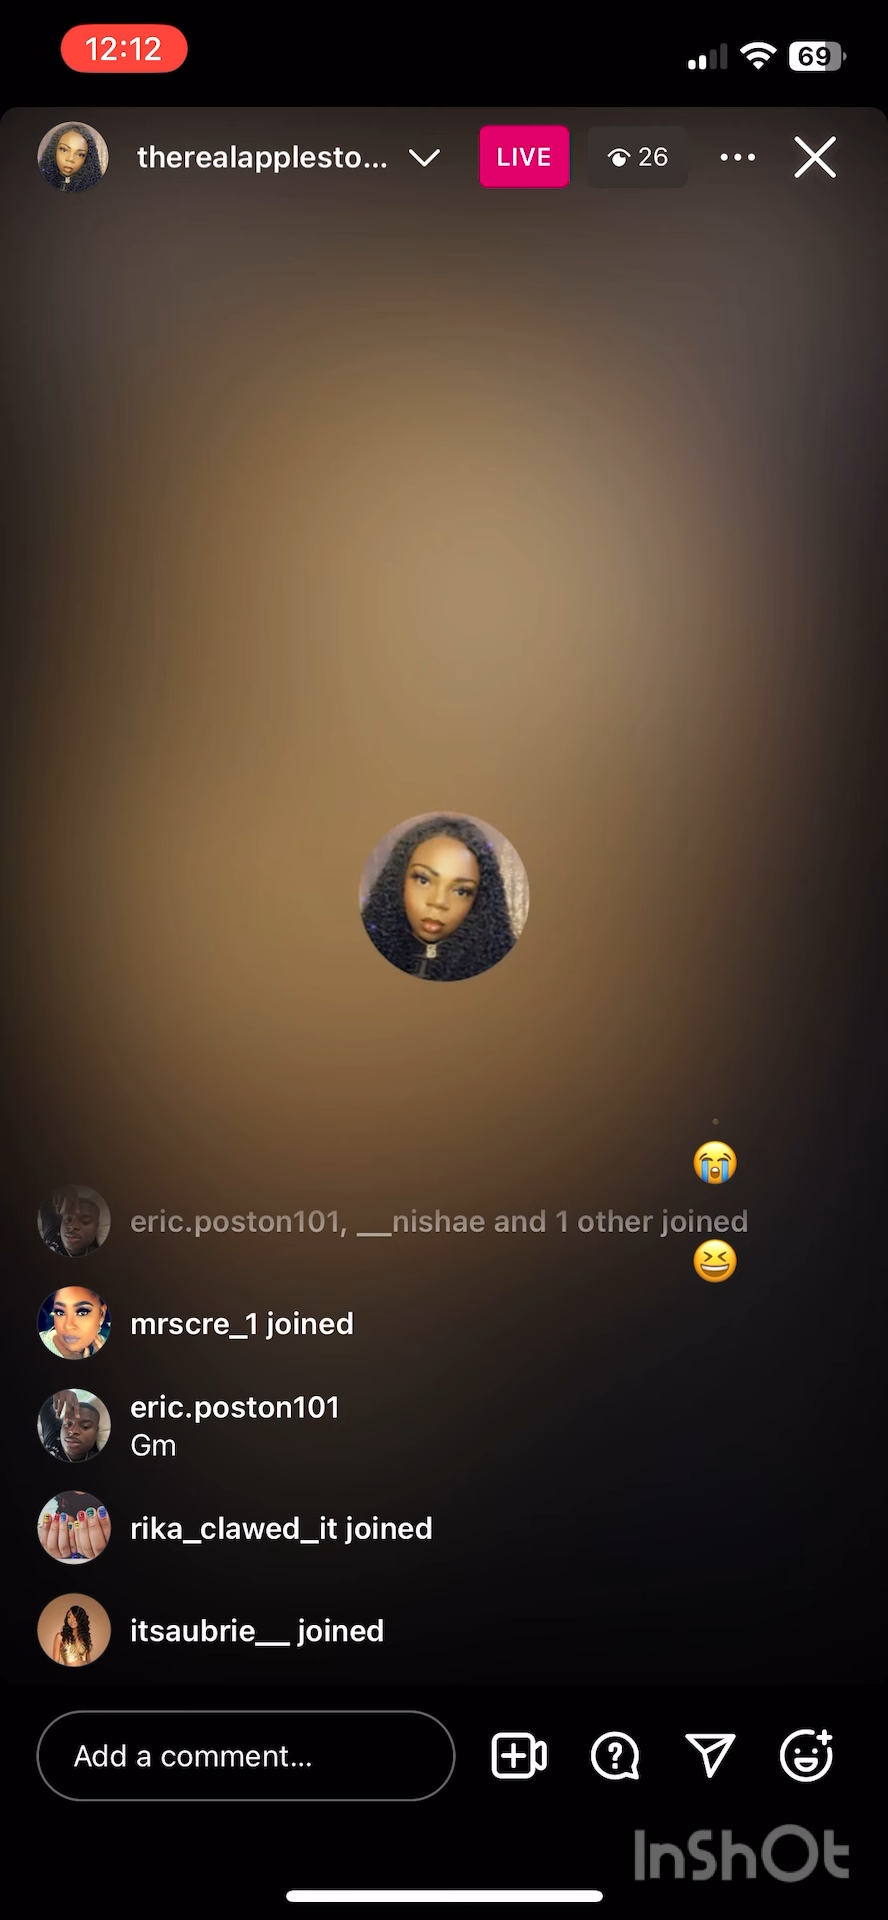 12:12
69
therealapplesto...
LIVE
26
eric.poston101, __nishae and 1 other joined
mrscre_1 joined
eric.poston101
Gm
rika_clawed_it joined
itsaubrie__ joined
Add a comment...
InShOt